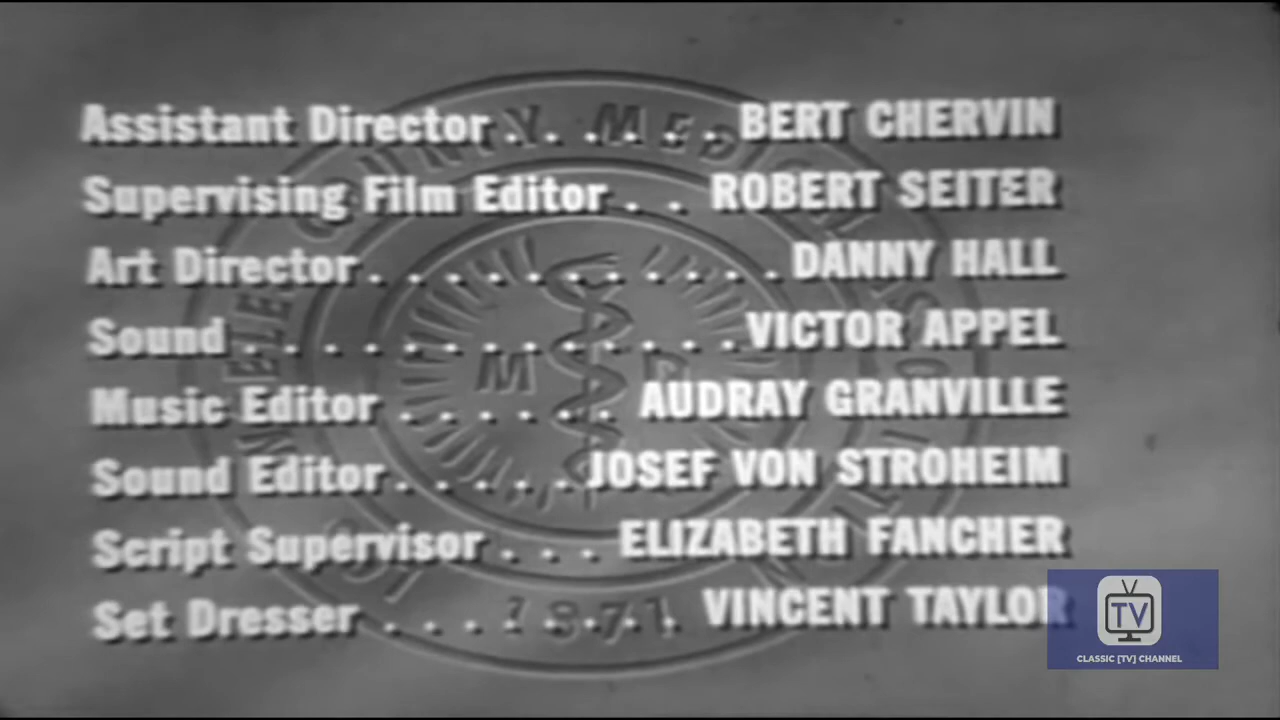 Assistant Director . . . . . . BERT CHERVIN
Supervising Film Editor . . ROBERT SEITER
Art Director . . . . . . . . . . . DANNY HALL
Sound . . . . . . . . . . . . . VICTOR APPEL
Music Editor . . . . . . AUDRAY GRANVILLE
Sound Editor . . . . . JOSEF VON STROHEIM
Script Supervisor . . . ELIZABETH FANCHER
Set Dresser . . . . . . . VINCENT TAYLOR
1871
M A
TV
CLASSIC [TV] CHANNEL